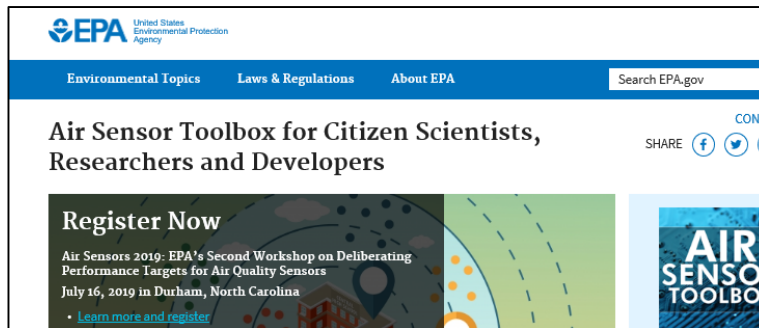 EPA United States
Environmental Protection
Agency
Environmental Topics Laws & Regulations About EPA Search EPA.gov
CON
Air Sensor Toolbox for Citizen Scientists,
SHARE
Researchers and Developers
Register Now
Air Sensors 2019: EPA's Second Workshop on Deliberating
Performance Targets for Air Quality Sensors
July 16, 2019 in Durham, North Carolina
• Learn more and register
AIR
SENSO
TOOLBO